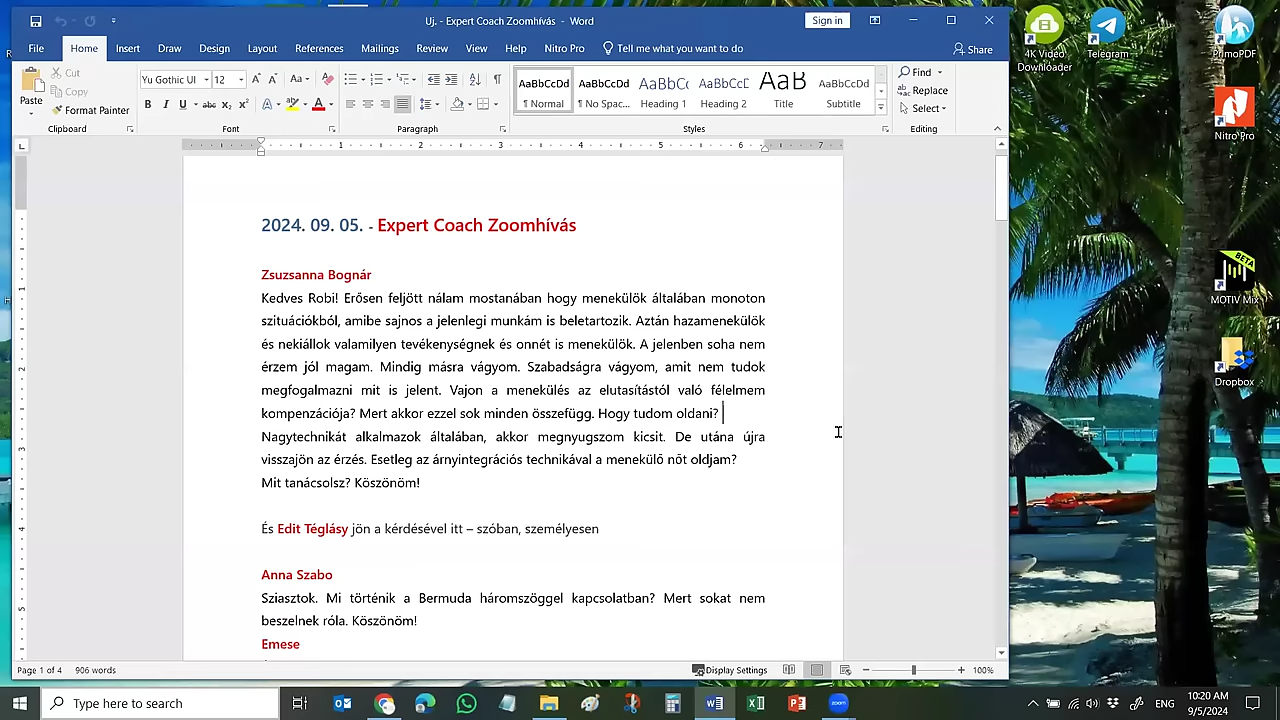 Uj. - Expert Coach Zoomhívás - Word
Sign in
File Home Insert Draw Design Layout References Mailings Review View Help Nitro Pro Tell me what you want to do Share
Cut
Copy
Format Painter
Paste
Yu Gothic UI 12
AaBbCcDd AaBbCcDd AaBbCc AaBbCcD AaB AaBbCcDd
¶ Normal ¶ No Spac... Heading 1 Heading 2 Title Subtitle
Find
Replace
Select
Clipboard Font Paragraph Styles Editing
1 2 3 4 5 6 7
2024. 09. 05. - Expert Coach Zoomhívás
Zsuzsanna Bognár
Kedves Robi! Erősen feljött nálam mostanában hogy menekülök általában monoton
szituációkból, amibe sajnos a jelenlegi munkám is beletartozik. Aztán hazamenekülök
és nekiállok valamilyen tevékenységnek és onnét is menekülök. A jelenben soha nem
érzem jól magam. Mindig másra vágyom. Szabadságra vágyom, amit nem tudok
megfogalmazni mit is jelent. Vajon a menekülés az elutasítástól való félelmem
kompenzációja? Mert akkor ezzel sok minden összefügg. Hogy tudom oldani?
Nagytechnikát alkalmazok általában, akkor megnyugszom kicsit. De utána újra
visszajön az érzés. Esetleg az árnyintegrációs technikával a menekülő nőt oldjam?
Mit tanácsolsz? Köszönöm!
És Edit Téglásy jön a kérdésével itt – szóban, személyesen
Anna Szabo
Sziasztok. Mi történik a Bermuda háromszöggel kapcsolatban? Mert sokat nem
beszelnek róla. Köszönöm!
Emese
Page 1 of 4 906 words Display Settings 100%
4K Video Downloader
Telegram
PrimoPDF
Nitro Pro
BETA
MOTIV Mix
Dropbox
Type here to search
zoom
10:20 AM
9/5/2024